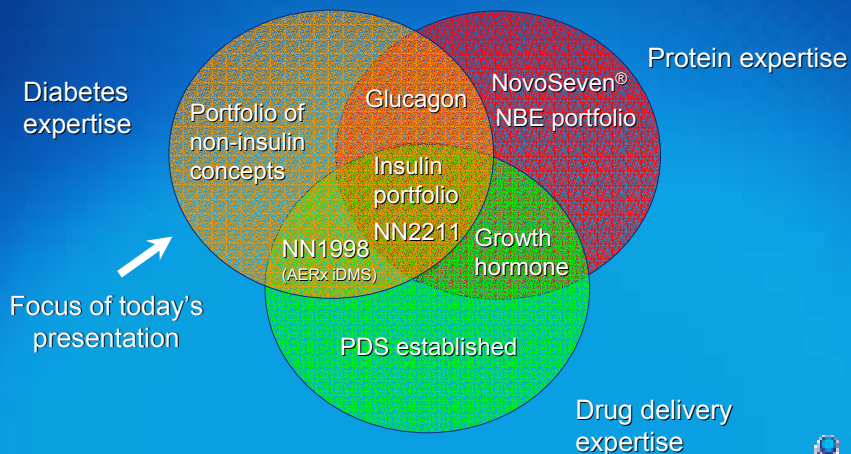 Diabetes
expertise
Protein expertise
Portfolio of
non-insulin
concepts
Glucagon
NovoSeven®
NBE portfolio
Insulin
portfolio
NN2211
NN1998
(AERx iDMS)
Growth
hormone
Focus of today’s
presentation
PDS established
Drug delivery
expertise